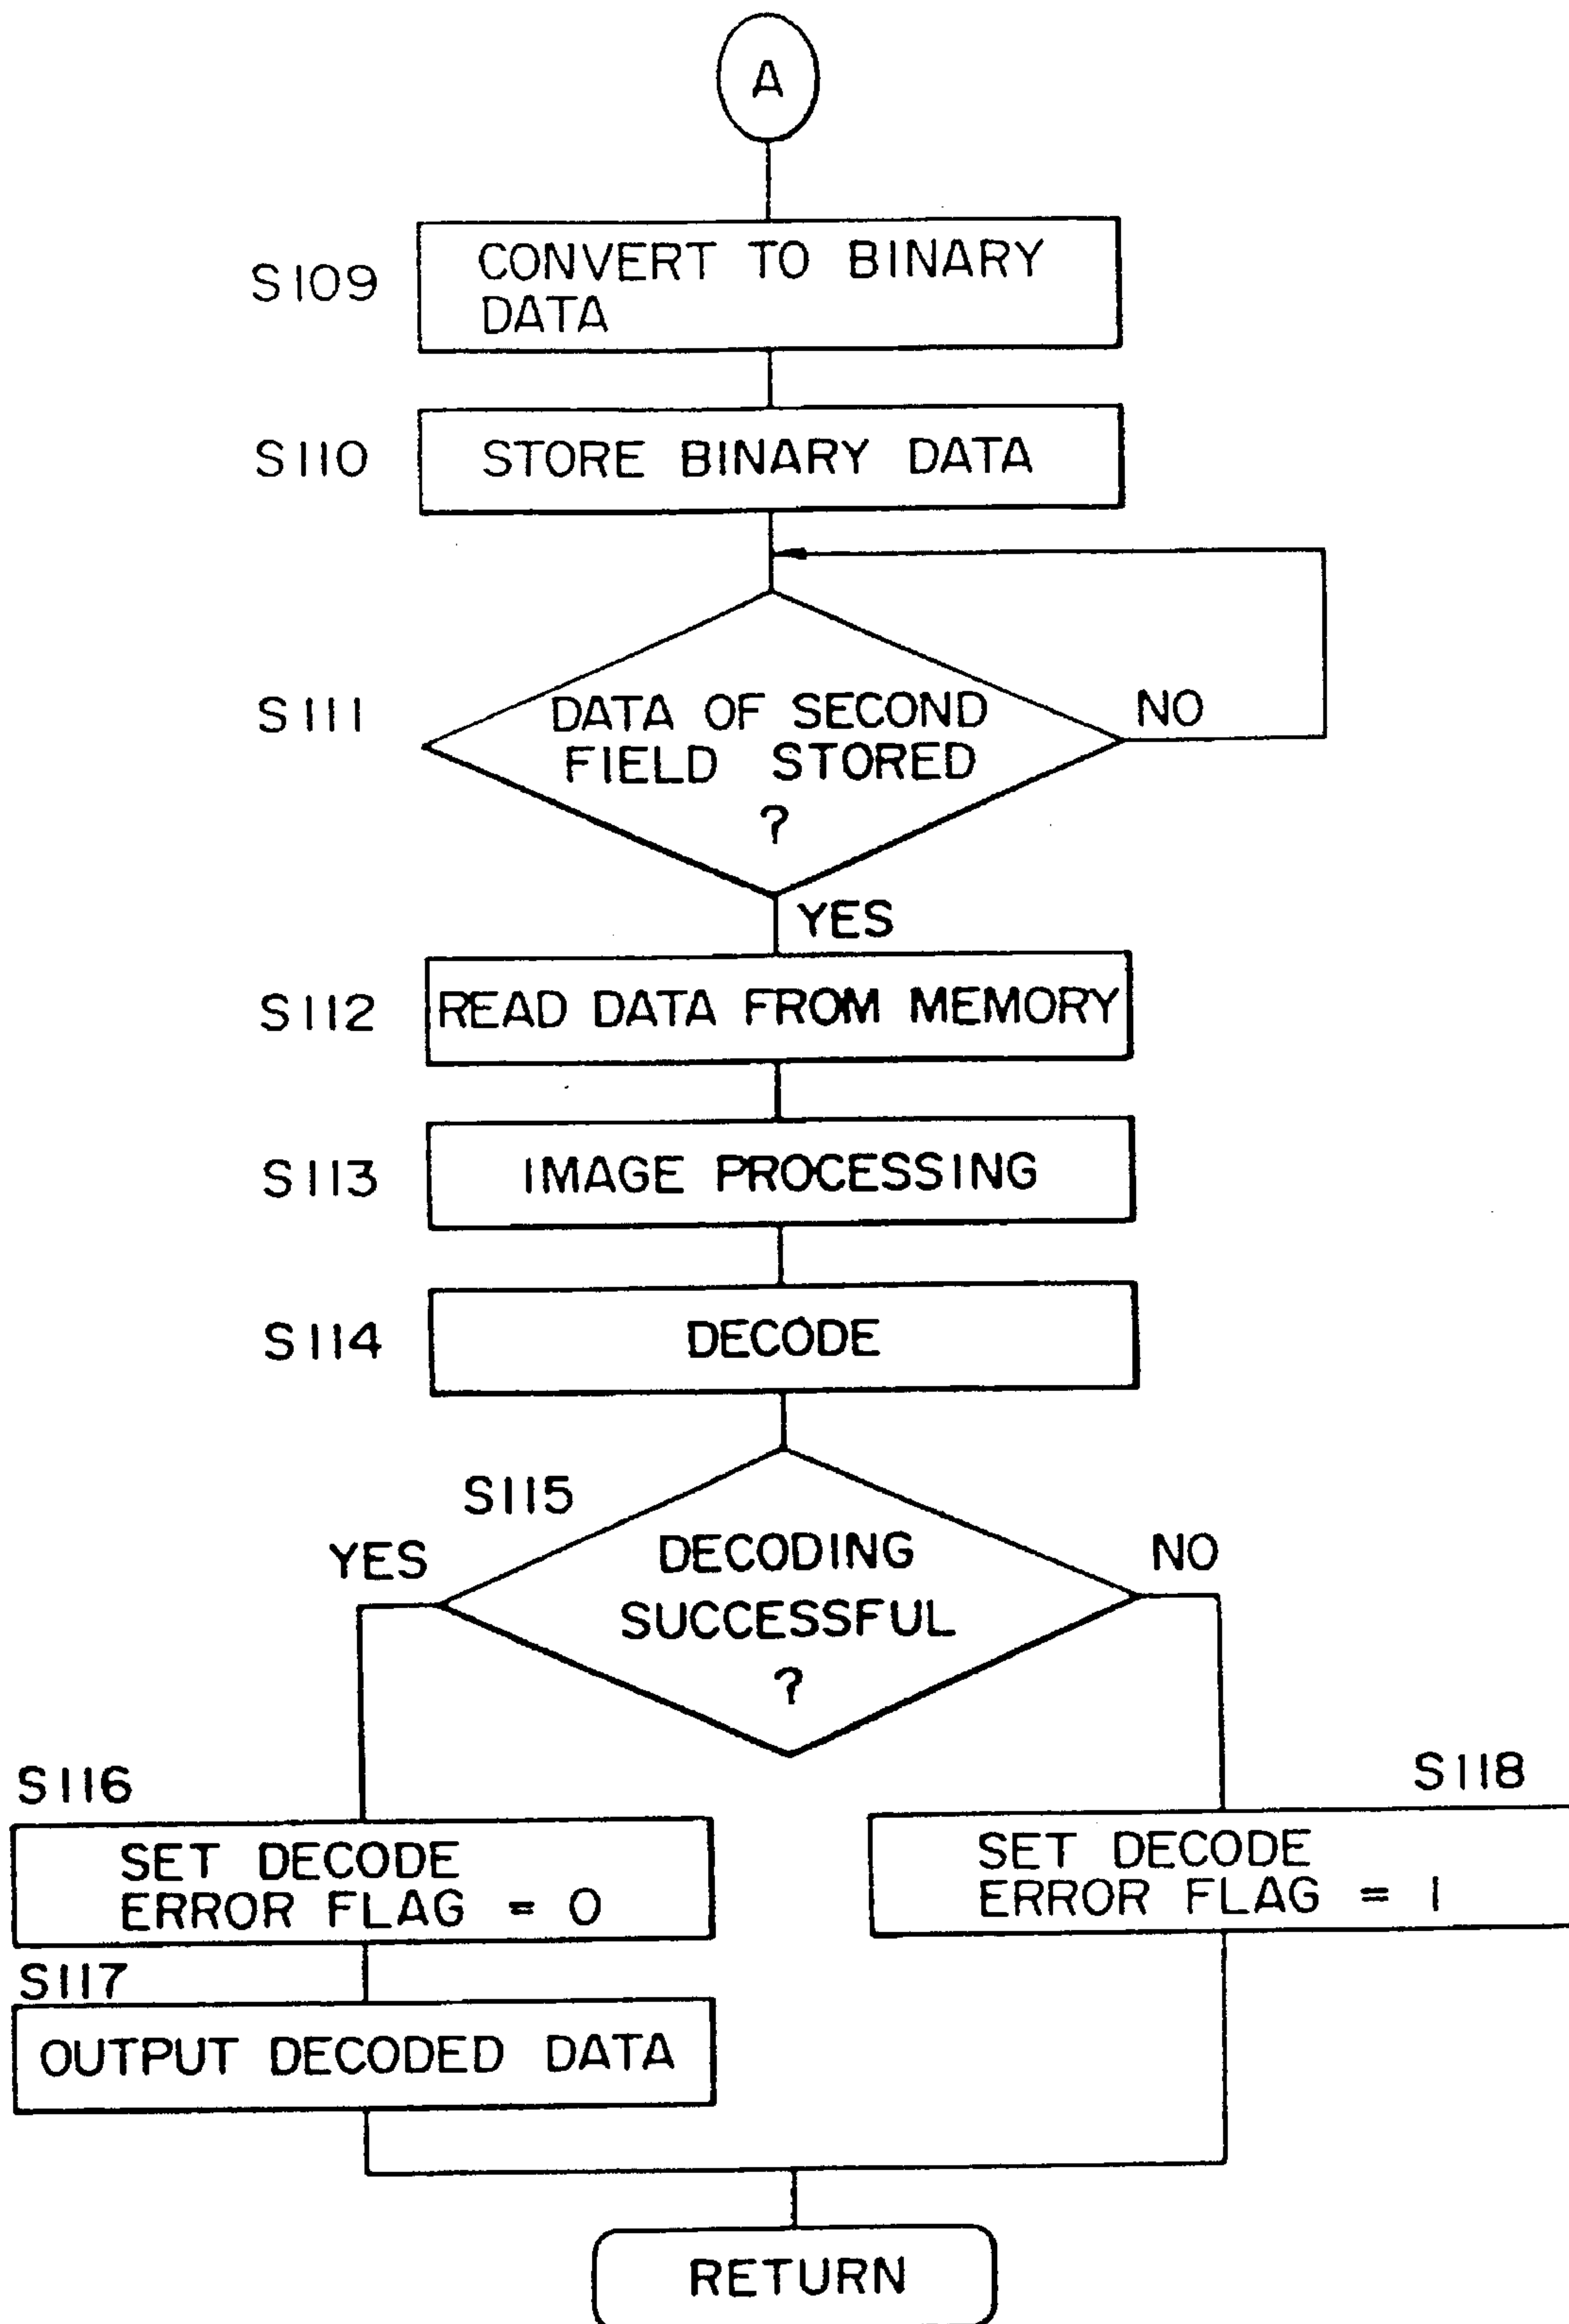 A
S109
CONVERT TO BINARY
DATA
S110
STORE BINARY DATA
S111
DATA OF SECOND
FIELD STORED
?
NO
YES
S112
READ DATA FROM MEMORY
S113
IMAGE PROCESSING
S114
DECODE
S115
YES
DECODING
SUCCESSFUL
?
NO
S116
SET DECODE
ERROR FLAG = 0
S118
SET DECODE
ERROR FLAG = 1
S117
OUTPUT DECODED DATA
RETURN